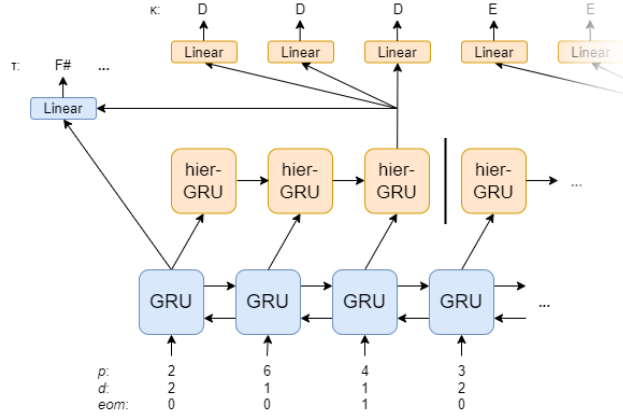 κ: D D D E E
Linear Linear Linear Linear Linear
τ: F# ...
Linear
hier-GRU hier-GRU hier-GRU hier-GRU ...
GRU GRU GRU GRU ...
p: 2 6 4 3
d: 2 1 1 2
eom: 0 0 1 0